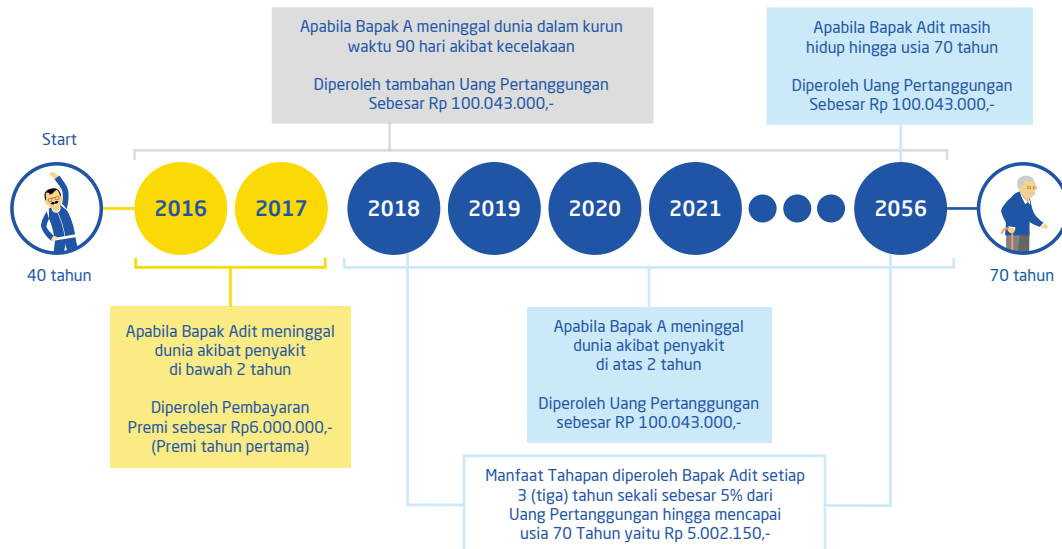 Apabila Bapak A meninggal dunia dalam kurun
waktu 90 hari akibat kecelakaan
Diperoleh tambahan Uang Pertanggungan
Sebesar Rp 100.043.000,-
Apabila Bapak Adit masih
hidup hingga usia 70 tahun
Diperoleh Uang Pertanggungan
Sebesar Rp 100.043.000,-
Start
2016
2017
2018
2019
2020
2021
2056
40 tahun
70 tahun
Apabila Bapak Adit meninggal
dunia akibat penyakit
di bawah 2 tahun
Diperoleh Pembayaran
Premi sebesar Rp6.000.000,-
(Premi tahun pertama)
Apabila Bapak A meninggal
dunia akibat penyakit
di atas 2 tahun
Diperoleh Uang Pertanggungan
sebesar RP 100.043.000,-
Manfaat Tahapan diperoleh Bapak Adit setiap
3 (tiga) tahun sekali sebesar 5% dari
Uang Pertanggungan hingga mencapai
usia 70 Tahun yaitu Rp 5.002.150,-